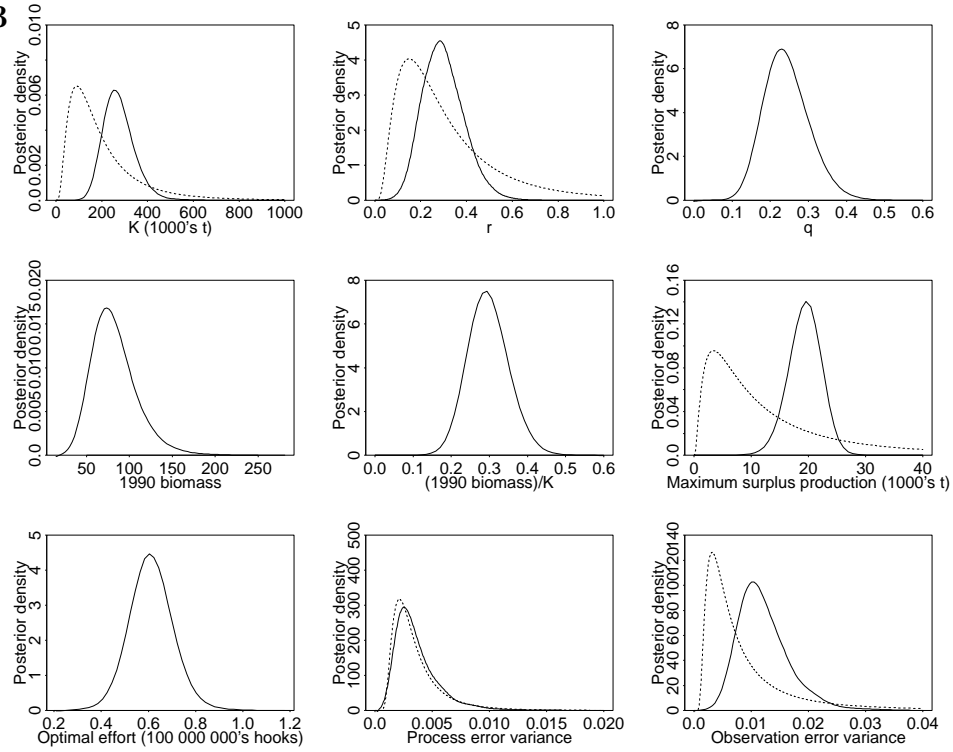 B
Posterior density
0.0 0.002 0.006 0.010
0 200 400 600 800 1000
K (1000's t)
Posterior density
0 1 2 3 4 5
0.0 0.2 0.4 0.6 0.8 1.0
r
Posterior density
0 2 4 6 8
0.0 0.1 0.2 0.3 0.4 0.5 0.6
q
Posterior density
0.0 0.005 0.010 0.015 0.020
50 100 150 200 250
1990 biomass
Posterior density
0 2 4 6 8
0.0 0.1 0.2 0.3 0.4 0.5 0.6
(1990 biomass)/K
Posterior density
0.0 0.04 0.08 0.12 0.16
0 10 20 30 40
Maximum surplus production (1000's t)
Posterior density
0 1 2 3 4 5
0.2 0.4 0.6 0.8 1.0 1.2
Optimal effort (100 000 000's hooks)
Posterior density
0 100 200 300 400 500
0.0 0.005 0.010 0.015 0.020
Process error variance
Posterior density
0 20 40 60 80 100 120 140
0.0 0.01 0.02 0.03 0.04
Observation error variance